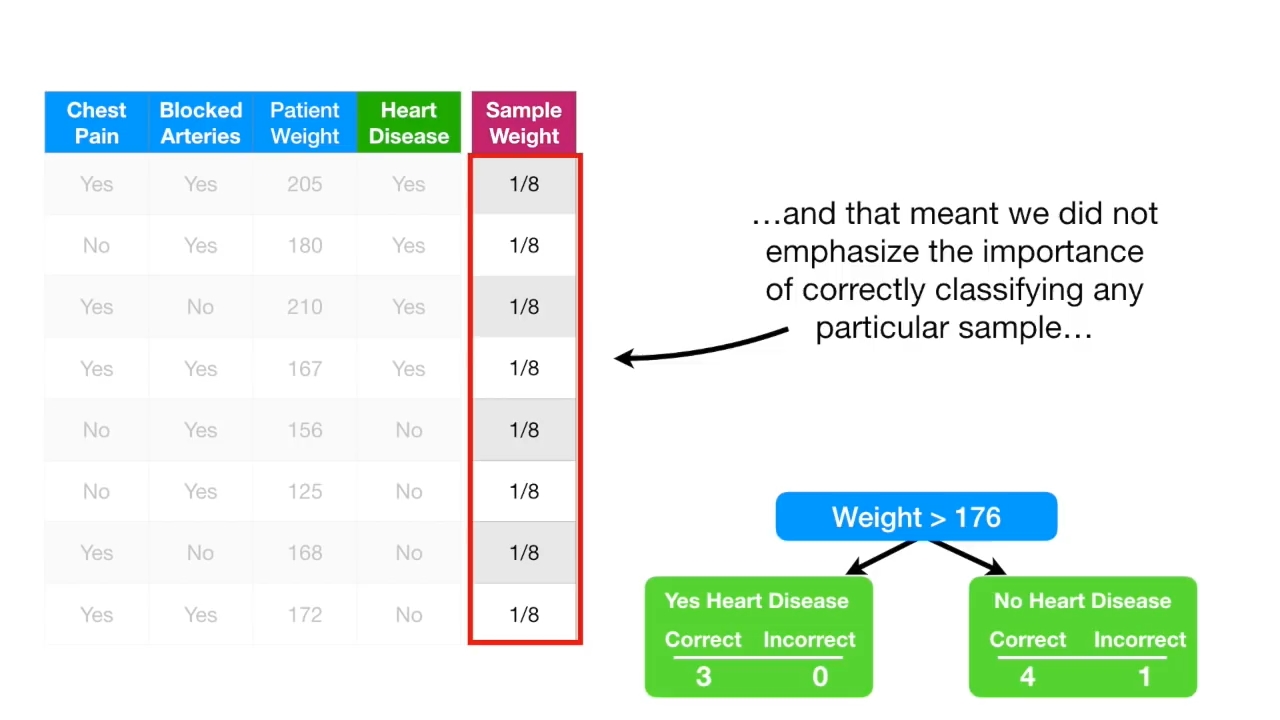 Chest Pain Blocked Arteries Patient Weight Heart Disease Sample Weight
Yes Yes 205 Yes 1/8
No Yes 180 Yes 1/8
Yes No 210 Yes 1/8
Yes Yes 167 Yes 1/8
No Yes 156 No 1/8
No Yes 125 No 1/8
Yes No 168 No 1/8
Yes Yes 172 No 1/8
…and that meant we did not
emphasize the importance
of correctly classifying any
particular sample…
Weight > 176
Yes Heart Disease
Correct Incorrect
3 0
No Heart Disease
Correct Incorrect
4 1